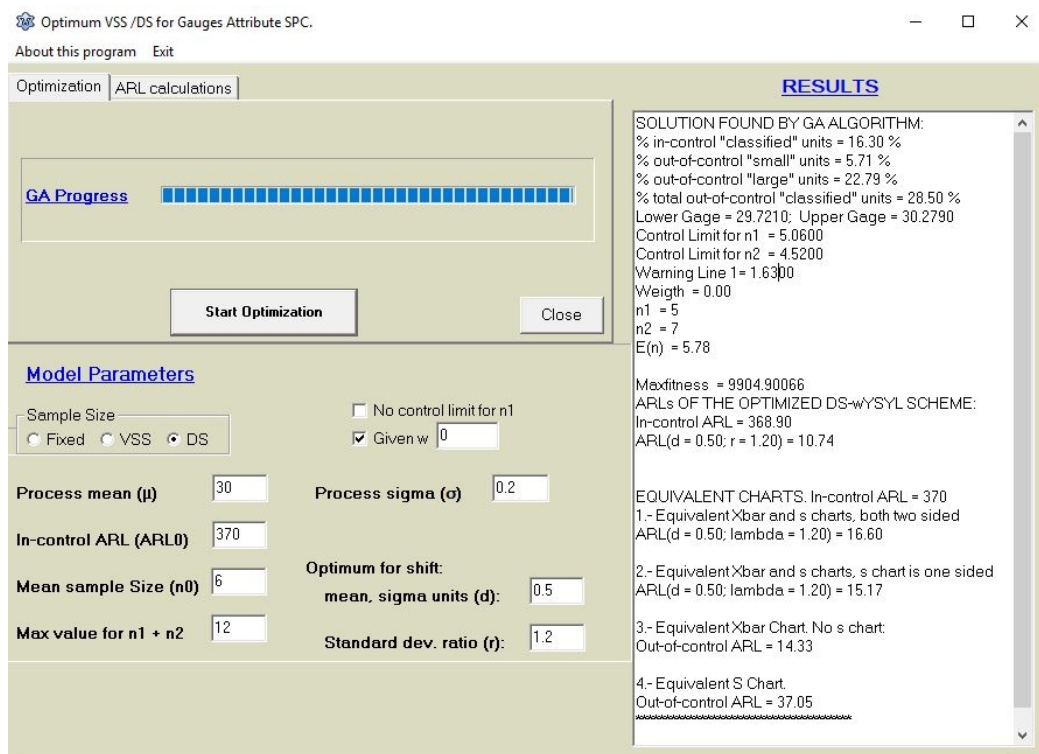 Optimum VSS /DS for Gauges Attribute SPC.
About this program Exit
Optimization ARL calculations
GA Progress
Start Optimization
Close
Model Parameters
Sample Size
Fixed VSS DS
No control limit for n1
Given w 0
Process mean (μ) 30
Process sigma (σ) 0.2
In-control ARL (ARL0) 370
Mean sample Size (n0) 6
Max value for n1 + n2 12
Optimum for shift:
mean, sigma units (d): 0.5
Standard dev. ratio (r): 1.2
RESULTS
SOLUTION FOUND BY GA ALGORITHM:
% in-control "classified" units = 16.30 %
% out-of-control "small" units = 5.71 %
% out-of-control "large" units = 22.79 %
% total out-of-control "classified" units = 28.50 %
Lower Gage = 29.7210; Upper Gage = 30.2790
Control Limit for n1 = 5.0600
Control Limit for n2 = 4.5200
Warning Line 1= 1.6300
Weigth = 0.00
n1 = 5
n2 = 7
E(n) = 5.78
Maxfitness = 9904.90066
ARLs OF THE OPTIMIZED DS-wYSYL SCHEME:
In-control ARL = 368.90
ARL(d = 0.50; r = 1.20) = 10.74
EQUIVALENT CHARTS. In-control ARL = 370
1.- Equivalent Xbar and s charts, both two sided
ARL(d = 0.50; lambda = 1.20) = 16.60
2.- Equivalent Xbar and s charts, s chart is one sided
ARL(d = 0.50; lambda = 1.20) = 15.17
3.- Equivalent Xbar Chart. No s chart:
Out-of-control ARL = 14.33
4.- Equivalent S Chart.
Out-of-control ARL = 37.05